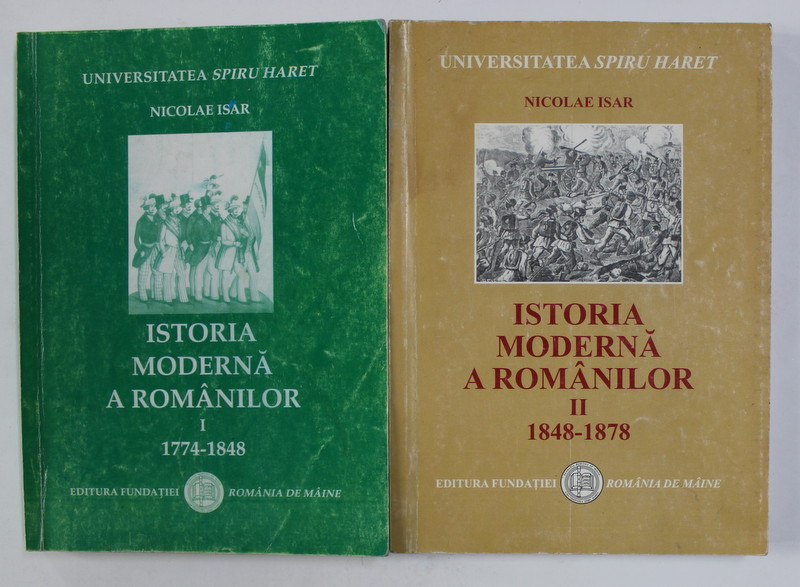 UNIVERSITATEA SPIRU HARET
NICOLAE ISAR
ISTORIA
MODERNĂ
A ROMÂNILOR
I
1774-1848
EDITURA FUNDAȚIEI ROMÂNIA DE MÂINE
UNIVERSITATEA SPIRU HARET
NICOLAE ISAR
ISTORIA
MODERNĂ
A ROMÂNILOR
II
1848-1878
EDITURA FUNDAȚIEI ROMÂNIA DE MÂINE